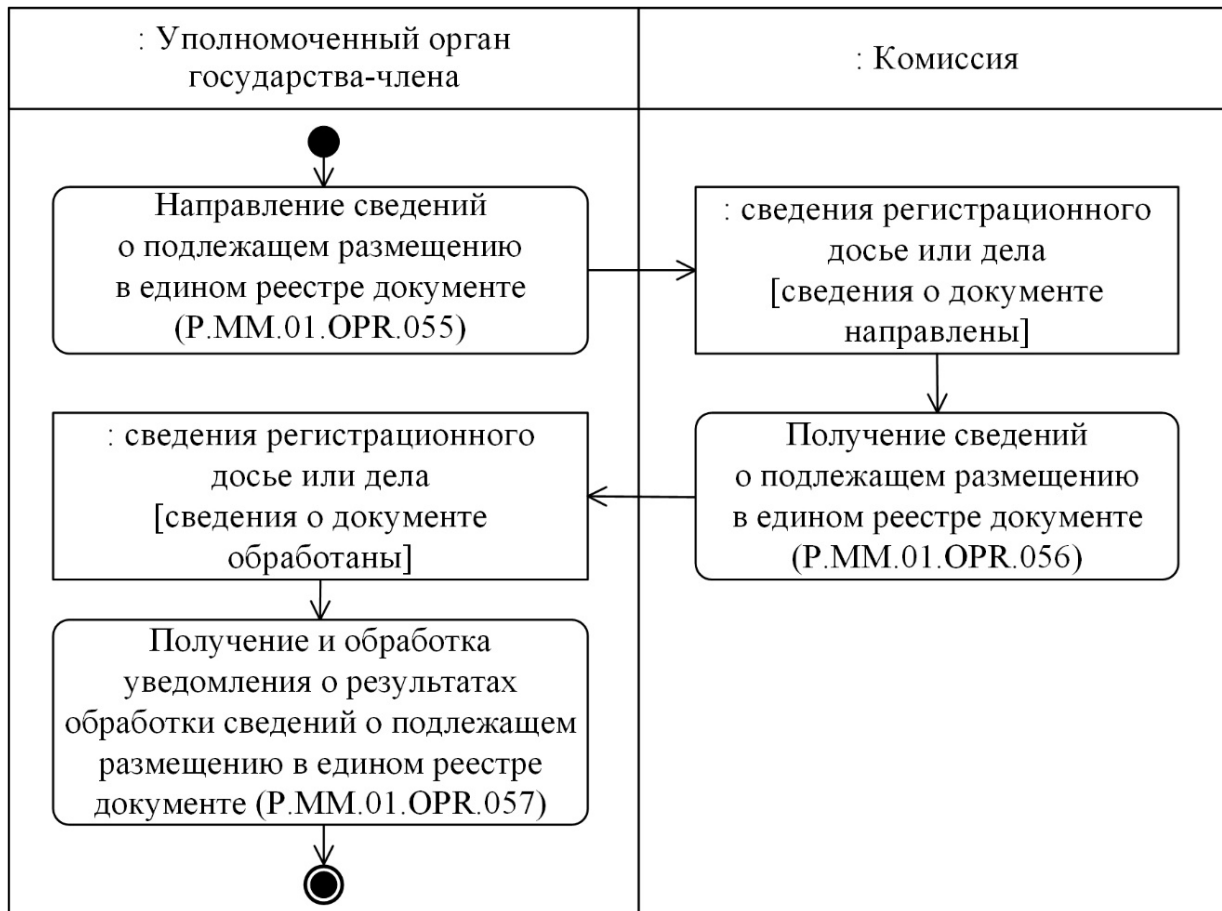 : Уполномоченный орган
государства-члена
: Комиссия
Направление сведений
о подлежащем размещению
в едином реестре документе
(P.MM.01.OPR.055)
: сведения регистрационного
досье или дела
[сведения о документе
направлены]
Получение сведений
о подлежащем размещению
в едином реестре документе
(P.MM.01.OPR.056)
: сведения регистрационного
досье или дела
[сведения о документе
обработаны]
Получение и обработка
уведомления о результатах
обработки сведений о подлежащем
размещению в едином реестре
документе (P.MM.01.OPR.057)